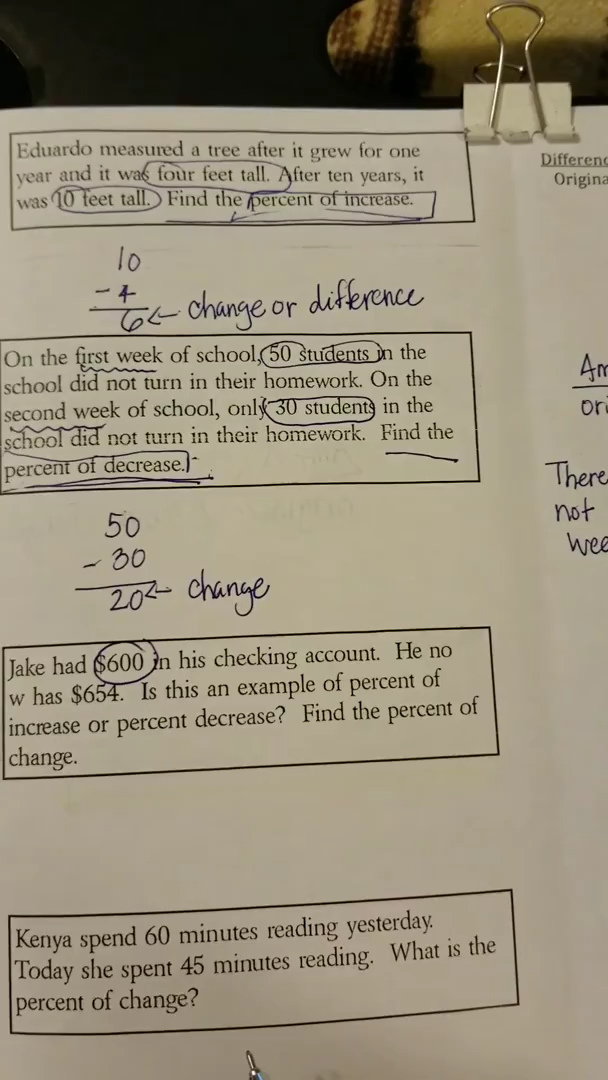 Eduardo measured a tree after it grew for one
year and it was four feet tall. After ten years, it
was 10 feet tall. Find the percent of increase.
10
- 4
6 ← change or difference
On the first week of school, 50 students in the
school did not turn in their homework. On the
second week of school, only 30 students in the
school did not turn in their homework. Find the
percent of decrease.
50
- 30
20 ← change
Jake had $600 in his checking account. He no
w has $654. Is this an example of percent of
increase or percent decrease? Find the percent of
change.
Kenya spend 60 minutes reading yesterday.
Today she spent 45 minutes reading. What is the
percent of change?
There
not